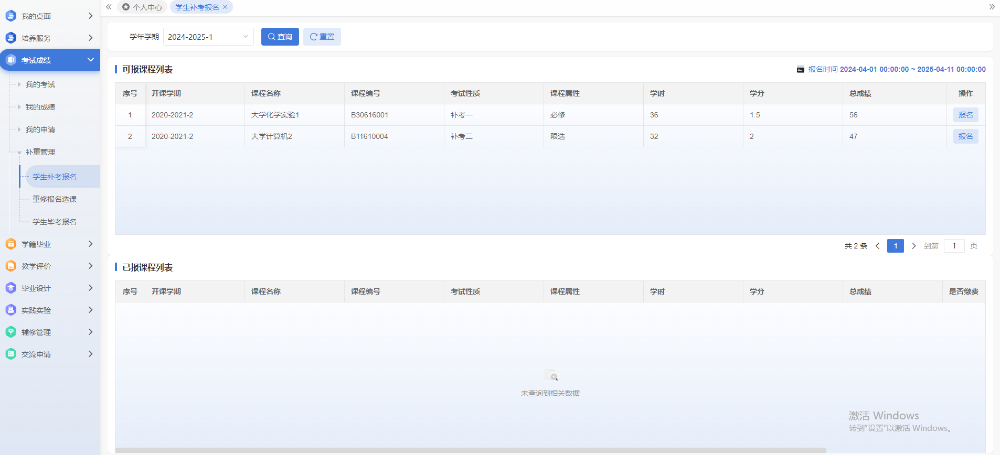 我的桌面
培养服务
考试成绩
我的考试
我的成绩
我的申请
补重管理
学生补考报名
重修报名选课
学生毕考报名
学籍毕业
教学评价
毕业设计
实践实验
辅修管理
交流申请
个人中心 学生补考报名
学年学期 2024-2025-1 查询 重置
可报课程列表 报名时间 2024-04-01 00:00:00 ~ 2025-04-11 00:00:00
序号 开课学期 课程名称 课程编号 考试性质 课程属性 学时 学分 总成绩 操作
1 2020-2021-2 大学化学实验1 B30616001 补考一 必修 36 1.5 56 报名
2 2020-2021-2 大学计算机2 B11610004 补考二 限选 32 2 47 报名
共 2 条 1 到第 1 页
已报课程列表
序号 开课学期 课程名称 课程编号 考试性质 课程属性 学时 学分 总成绩 是否缴费
未查询到相关数据
激活 Windows
转到“设置”以激活 Windows。